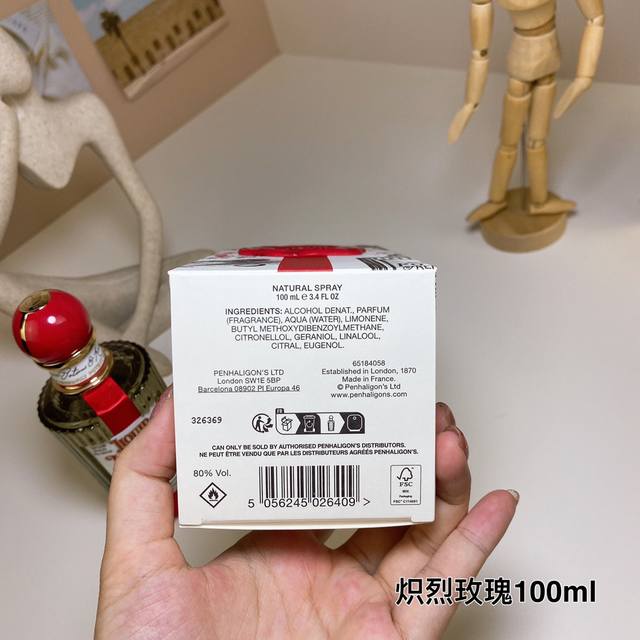 NATURAL SPRAY
100 mL ℮ 3.4 FL OZ
INGREDIENTS: ALCOHOL DENAT., PARFUM
(FRAGRANCE), AQUA (WATER), LIMONENE,
BUTYL METHOXYDIBENZOYLMETHANE,
CITRONELLOL, GERANIOL, LINALOOL,
CITRAL, EUGENOL.
PENHALIGON'S LTD
London SW1E 5BP
Barcelona 08902 Pl Europa 46
65184058
Established in London, 1870
Made in France.
© Penhaligon's Ltd
www.penhaligons.com
326369
FR
CAN ONLY BE SOLD BY AUTHORISED PENHALIGON'S DISTRIBUTORS.
NE PEUT ÊTRE VENDU QUE PAR LES DISTRIBUTEURS AGRÉÉS PENHALIGON'S.
80% Vol.
5 056245 026409 >
FSC
MIX
Packaging
炽烈玫瑰100ml